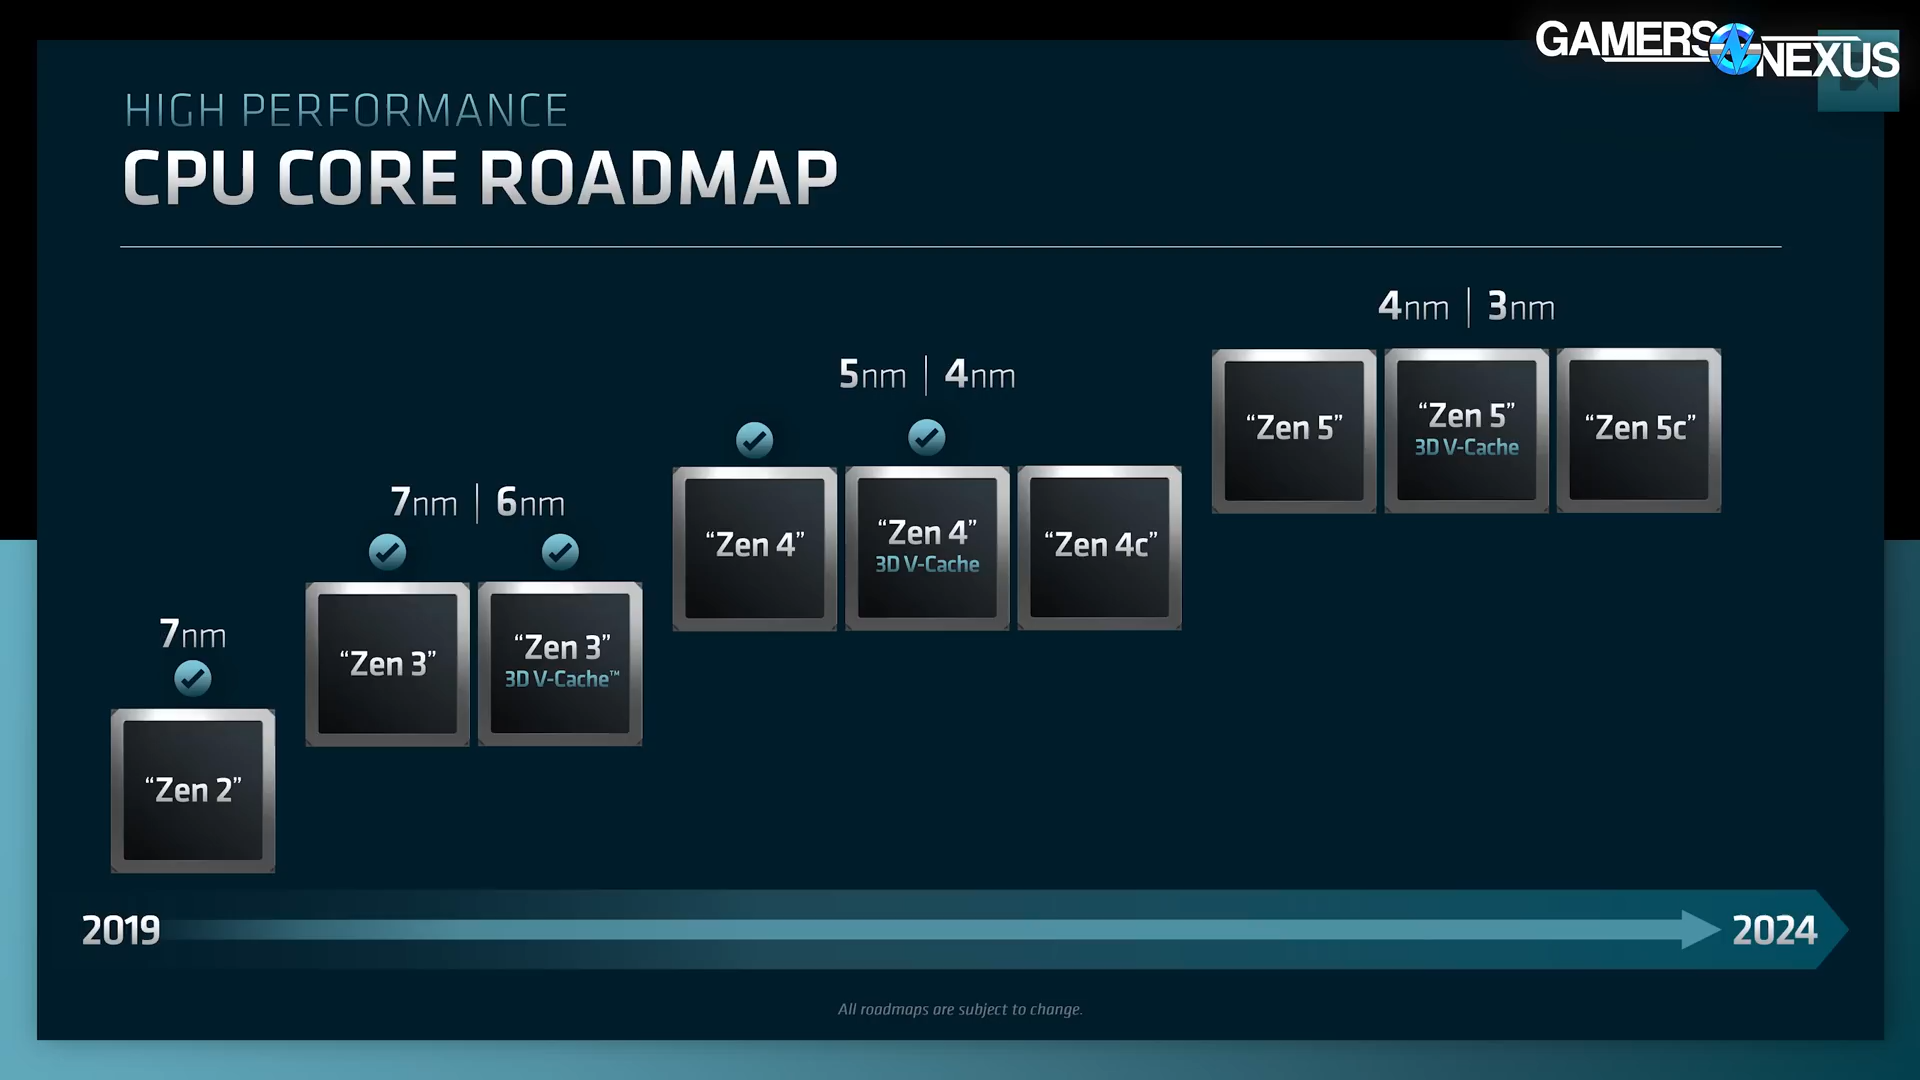 GAMERS NEXUS
HIGH PERFORMANCE
CPU CORE ROADMAP
4nm | 3nm
“Zen 5”
“Zen 5”
3D V-Cache
“Zen 5c”
5nm | 4nm
“Zen 4”
“Zen 4”
3D V-Cache
“Zen 4c”
7nm | 6nm
“Zen 3”
“Zen 3”
3D V-Cache™
7nm
“Zen 2”
2019
2024
All roadmaps are subject to change.